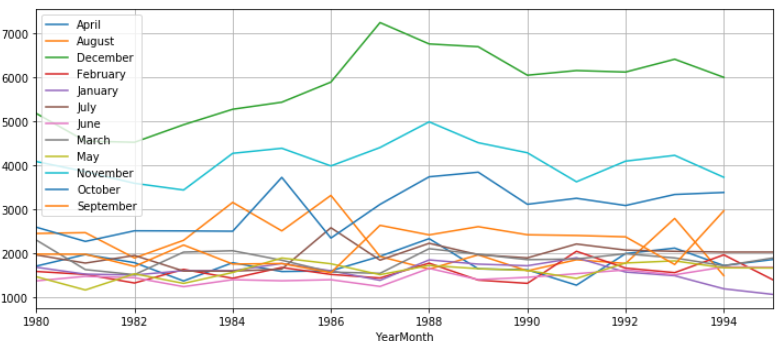 April
August
December
February
January
July
June
March
May
November
October
September
7000
6000
5000
4000
3000
2000
1000
1980 1982 1984 1986 1988 1990 1992 1994
YearMonth